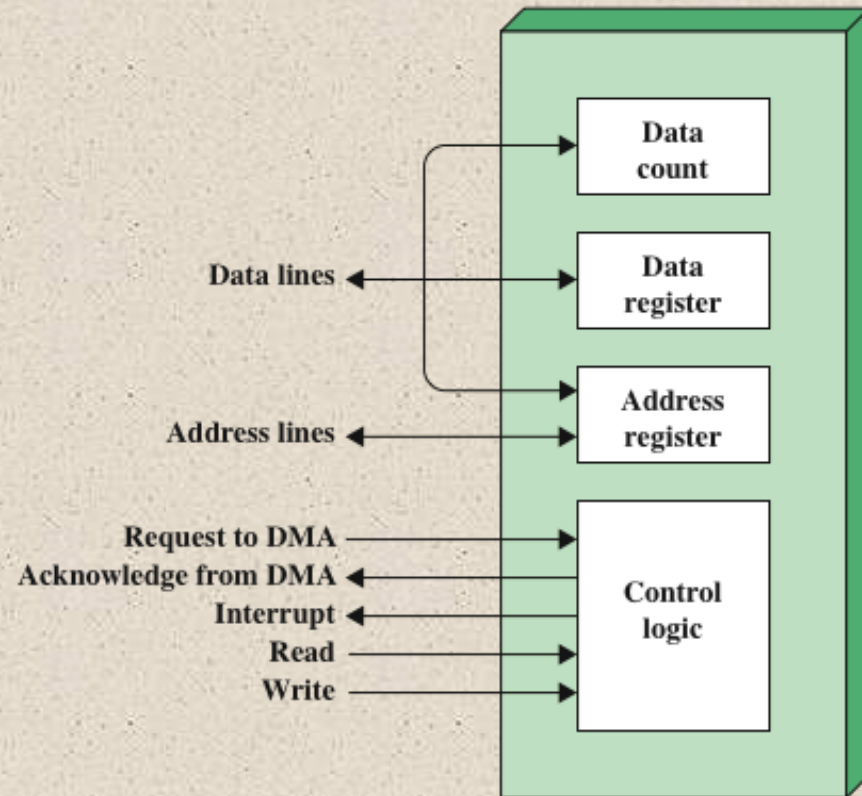 Data
count
Data lines
Data
register
Address lines
Address
register
Request to DMA
Acknowledge from DMA
Interrupt
Read
Write
Control
logic